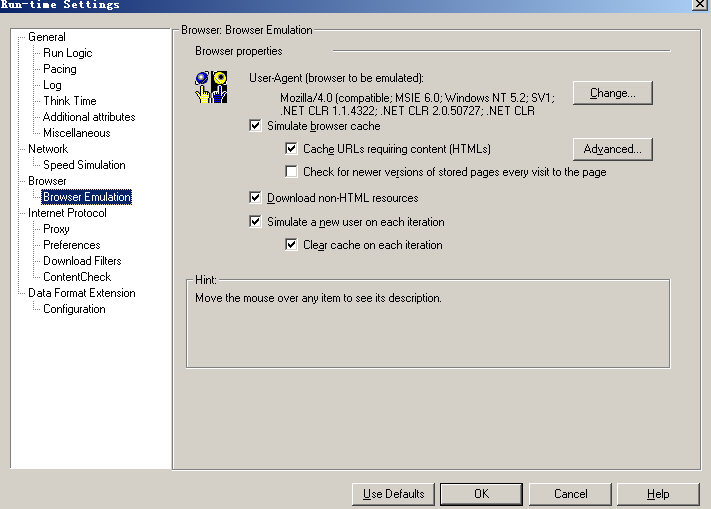 Run-time Settings
General
Run Logic
Pacing
Log
Think Time
Additional attributes
Miscellaneous
Network
Speed Simulation
Browser
Browser Emulation
Internet Protocol
Proxy
Preferences
Download Filters
ContentCheck
Data Format Extension
Configuration
Browser: Browser Emulation
Browser properties
User-Agent (browser to be emulated):
Mozilla/4.0 (compatible; MSIE 6.0; Windows NT 5.2; SV1;
.NET CLR 1.1.4322; .NET CLR 2.0.50727; .NET CLR
Change...
Simulate browser cache
Cache URLs requiring content (HTMLs)
Advanced...
Check for newer versions of stored pages every visit to the page
Download non-HTML resources
Simulate a new user on each iteration
Clear cache on each iteration
Hint:
Move the mouse over any item to see its description.
Use Defaults
OK
Cancel
Help